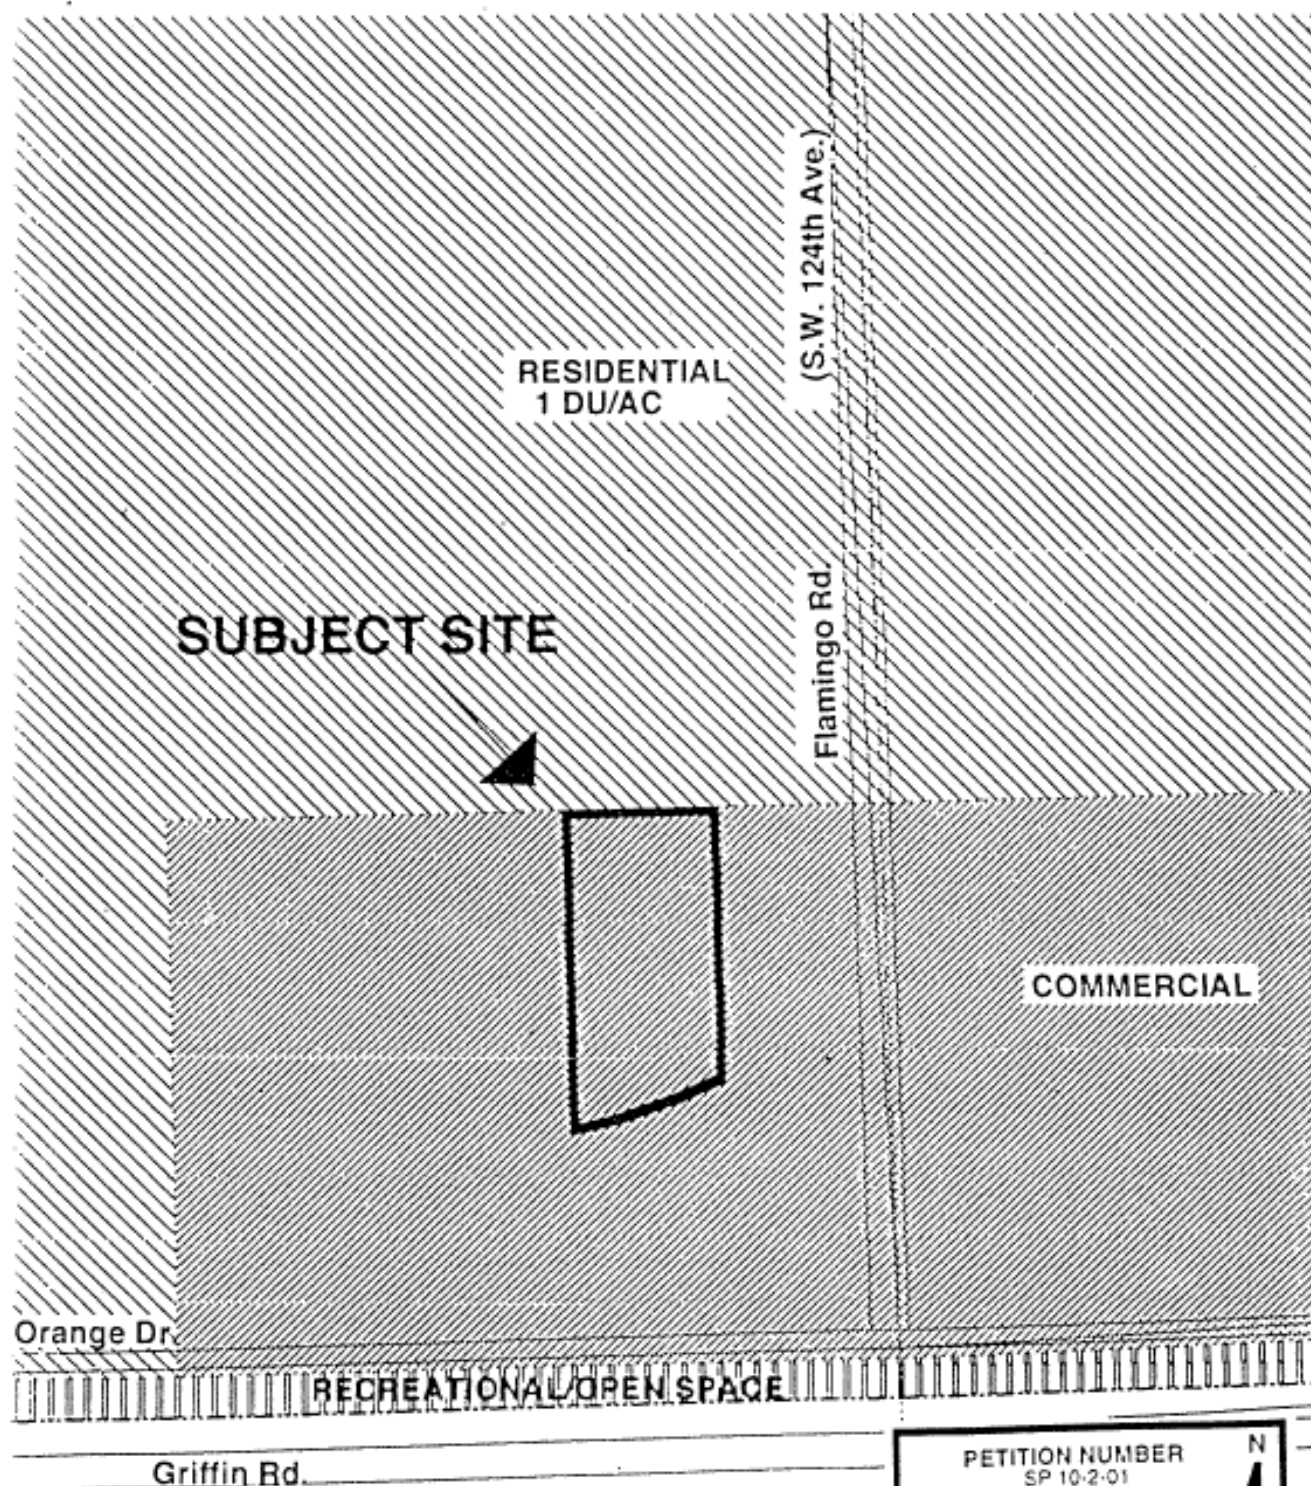 (S.W. 124th Ave.)
RESIDENTIAL
1 DU/AC
Flamingo Rd.
SUBJECT SITE
COMMERCIAL
Orange Dr.
RECREATIONAL/OPEN SPACE
Griffin Rd.
PETITION NUMBER
SP 10-2-01
N